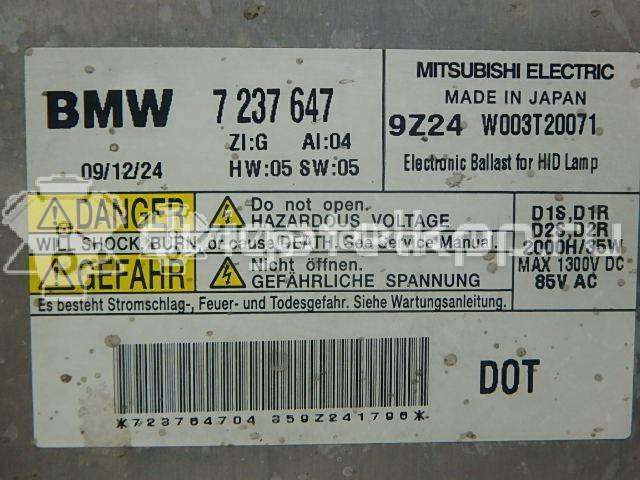 BMW 7 237 647
ZI:G AI:04
09/12/24 HW:05 SW:05
MITSUBISHI ELECTRIC
MADE IN JAPAN
9Z24 W003T20071
Electronic Ballast for HID Lamp
DANGER Do not open.
HAZARDOUS VOLTAGE
WILL SHOCK, BURN, or cause DEATH. See Service Manual.
GEFAHR Nicht öffnen.
GEFÄHRLICHE SPANNUNG
Es besteht Stromschlag-, Feuer- und Todesgefahr. Siehe Wartungsanleitung.
D1S,D1R
D2S,D2R
2000H/35W
MAX 1300V DC
85V AC
*723764704 359Z241796*
DOT